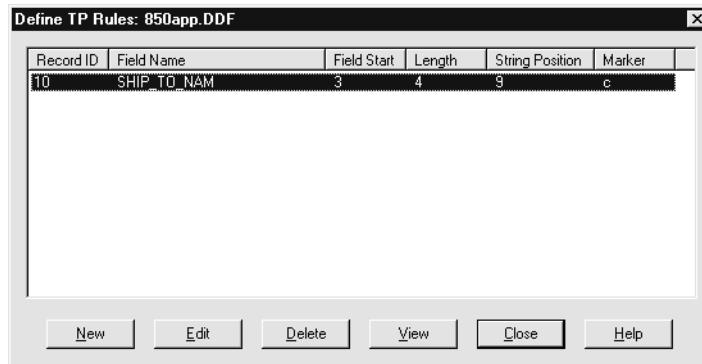 Define TP Rules: 850app.DDF
Record ID Field Name Field Start Length String Position Marker
10 SHIP_TO_NAM 3 4 9 c
New Edit Delete View Close Help